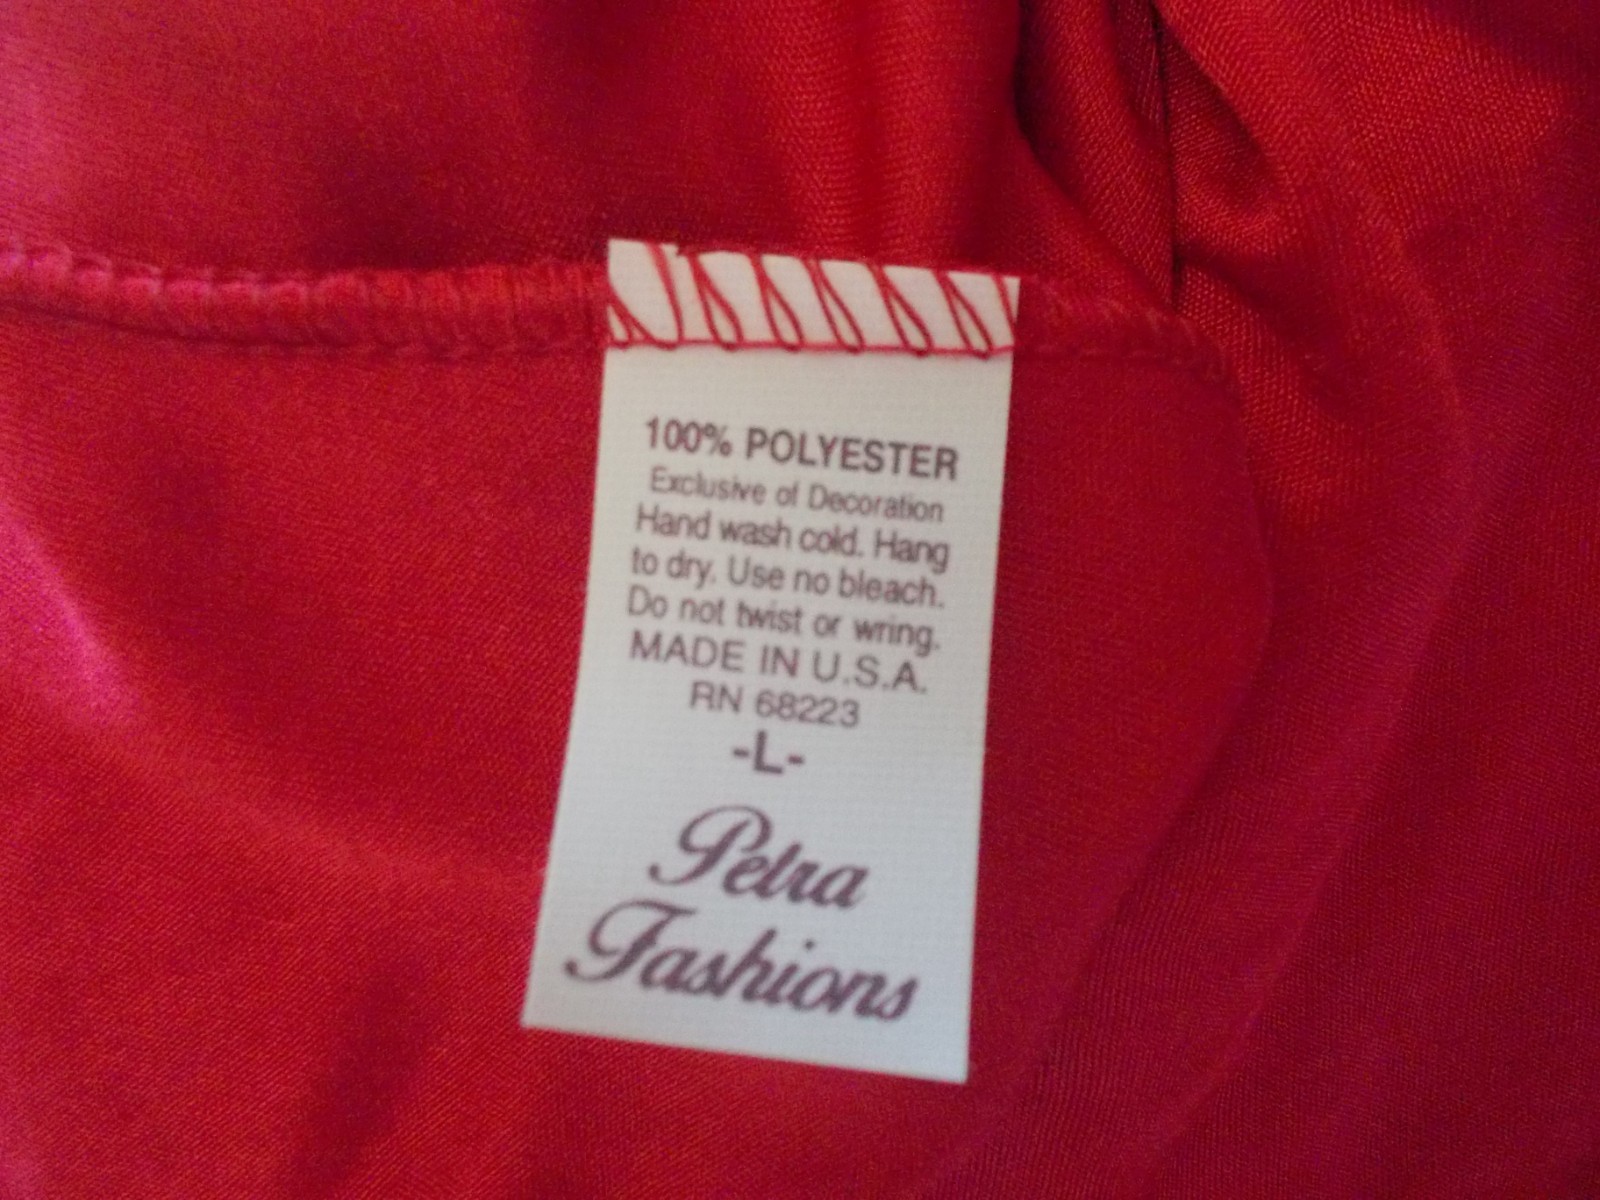 100% POLYESTER
Exclusive of Decoration
Hand wash cold. Hang
to dry. Use no bleach.
Do not twist or wring.
MADE IN U.S.A.
RN 68223
-L-
Petra
Fashions